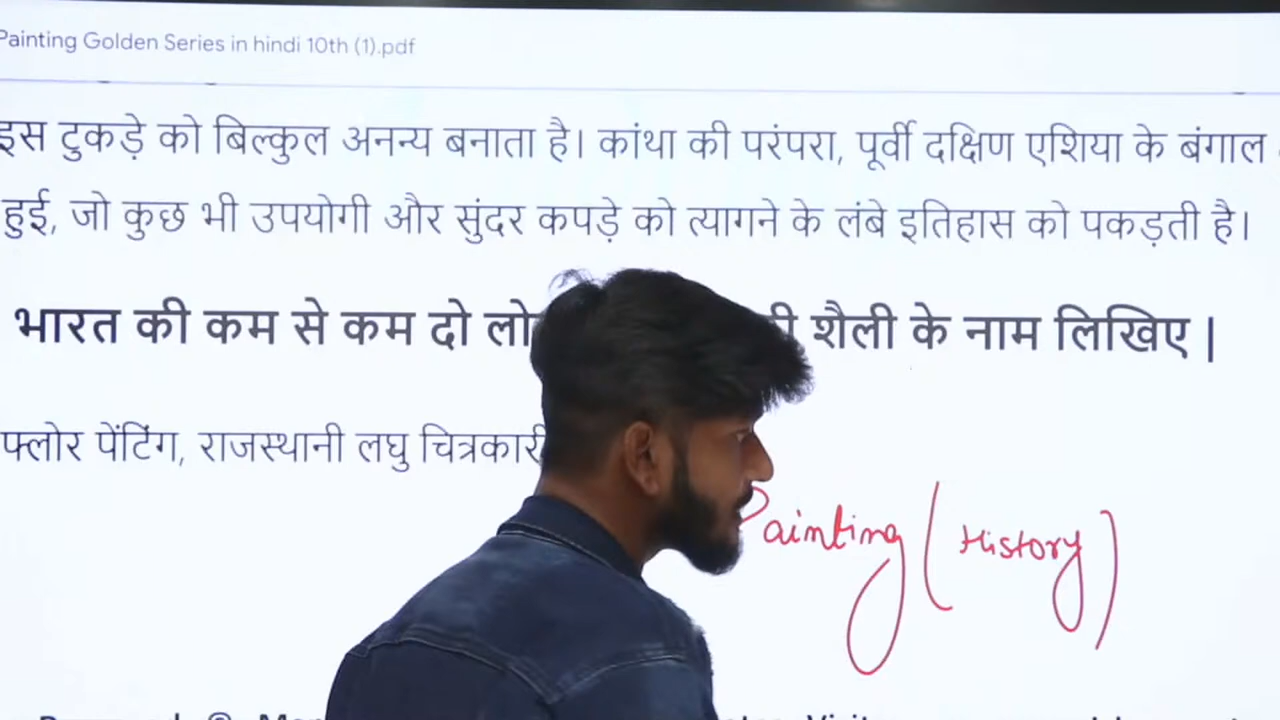 Painting Golden Series in hindi 10th (1).pdf
इस टुकड़े को बिल्कुल अनन्य बनाता है। कांथा की परंपरा, पूर्वी दक्षिण एशिया के बंगाल
हुई, जो कुछ भी उपयोगी और सुंदर कपड़े को त्यागने के लंबे इतिहास को पकड़ती है।
भारत की कम से कम दो शैली के नाम लिखिए |
फ्लोर पेंटिंग, राजस्थानी लघु चित्रकारी
Painting (History)